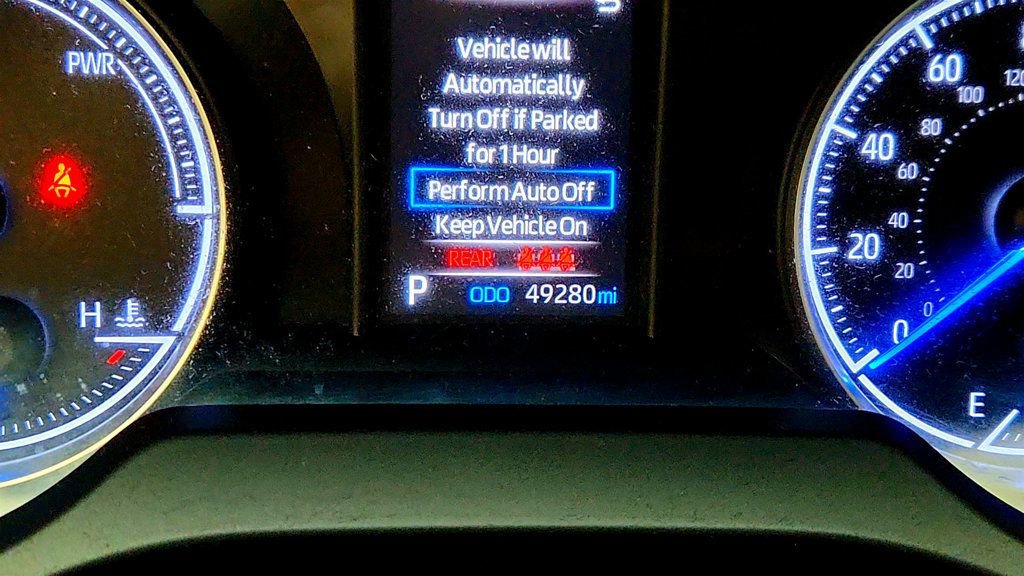 PWR
H
Vehicle will
Automatically
Turn Off if Parked
for 1 Hour
Perform Auto Off
Keep Vehicle On
REAR
P ODO 49280 mi
60
100
120
40
80
60
20
40
20
0
0
E